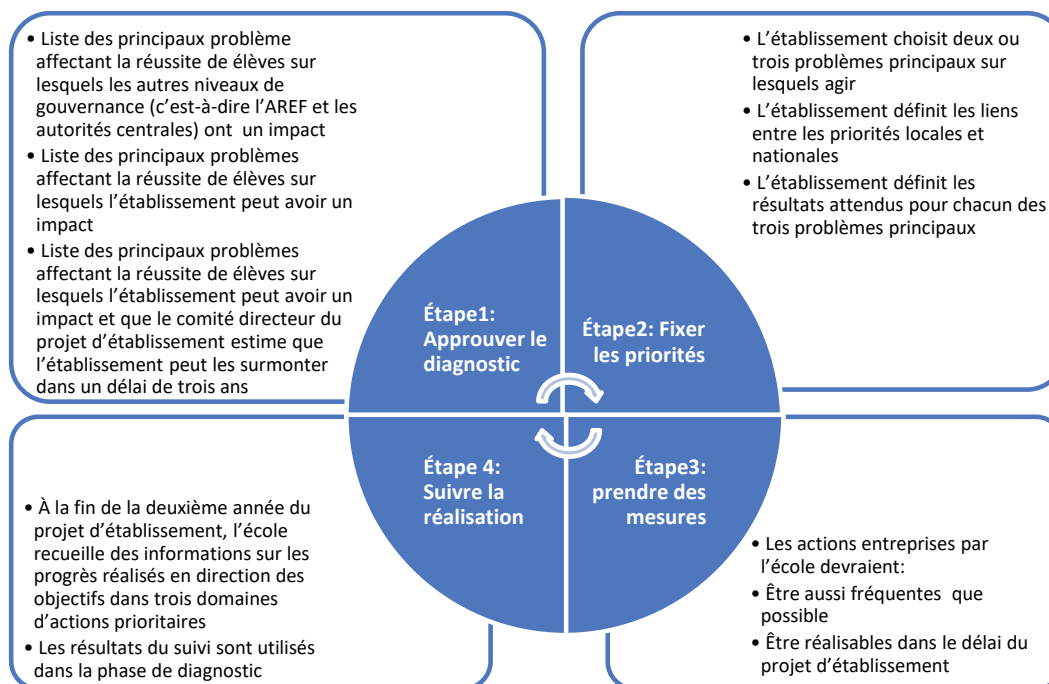 • Liste des principaux problème
affectant la réussite de élèves sur
lesquels les autres niveaux de
gouvernance (c'est-à-dire l'AREF et les
autorités centrales) ont un impact
• Liste des principaux problèmes
affectant la réussite de élèves sur
lesquels l'établissement peut avoir un
impact
• Liste des principaux problèmes
affectant la réussite de élèves sur
lesquels l'établissement peut avoir un
impact et que le comité directeur du
projet d'établissement estime que
l'établissement peut les surmonter
dans un délai de trois ans
• L'établissement choisit deux ou
trois problèmes principaux sur
lesquels agir
• L'établissement définit les liens
entre les priorités locales et
nationales
• L'établissement définit les
résultats attendus pour chacun des
trois problèmes principaux
Étape1:
Approuver le
diagnostic
Étape2: Fixer
les priorités
Étape 4:
Suivre la
réalisation
Étape3:
prendre des
mesures
• À la fin de la deuxième année du
projet d'établissement, l'école
recueille des informations sur les
progrès réalisés en direction des
objectifs dans trois domaines
d'actions prioritaires
• Les résultats du suivi sont utilisés
dans la phase de diagnostic
• Les actions entreprises par
l'école devraient:
• Être aussi fréquentes que
possible
• Être réalisables dans le délai du
projet d'établissement